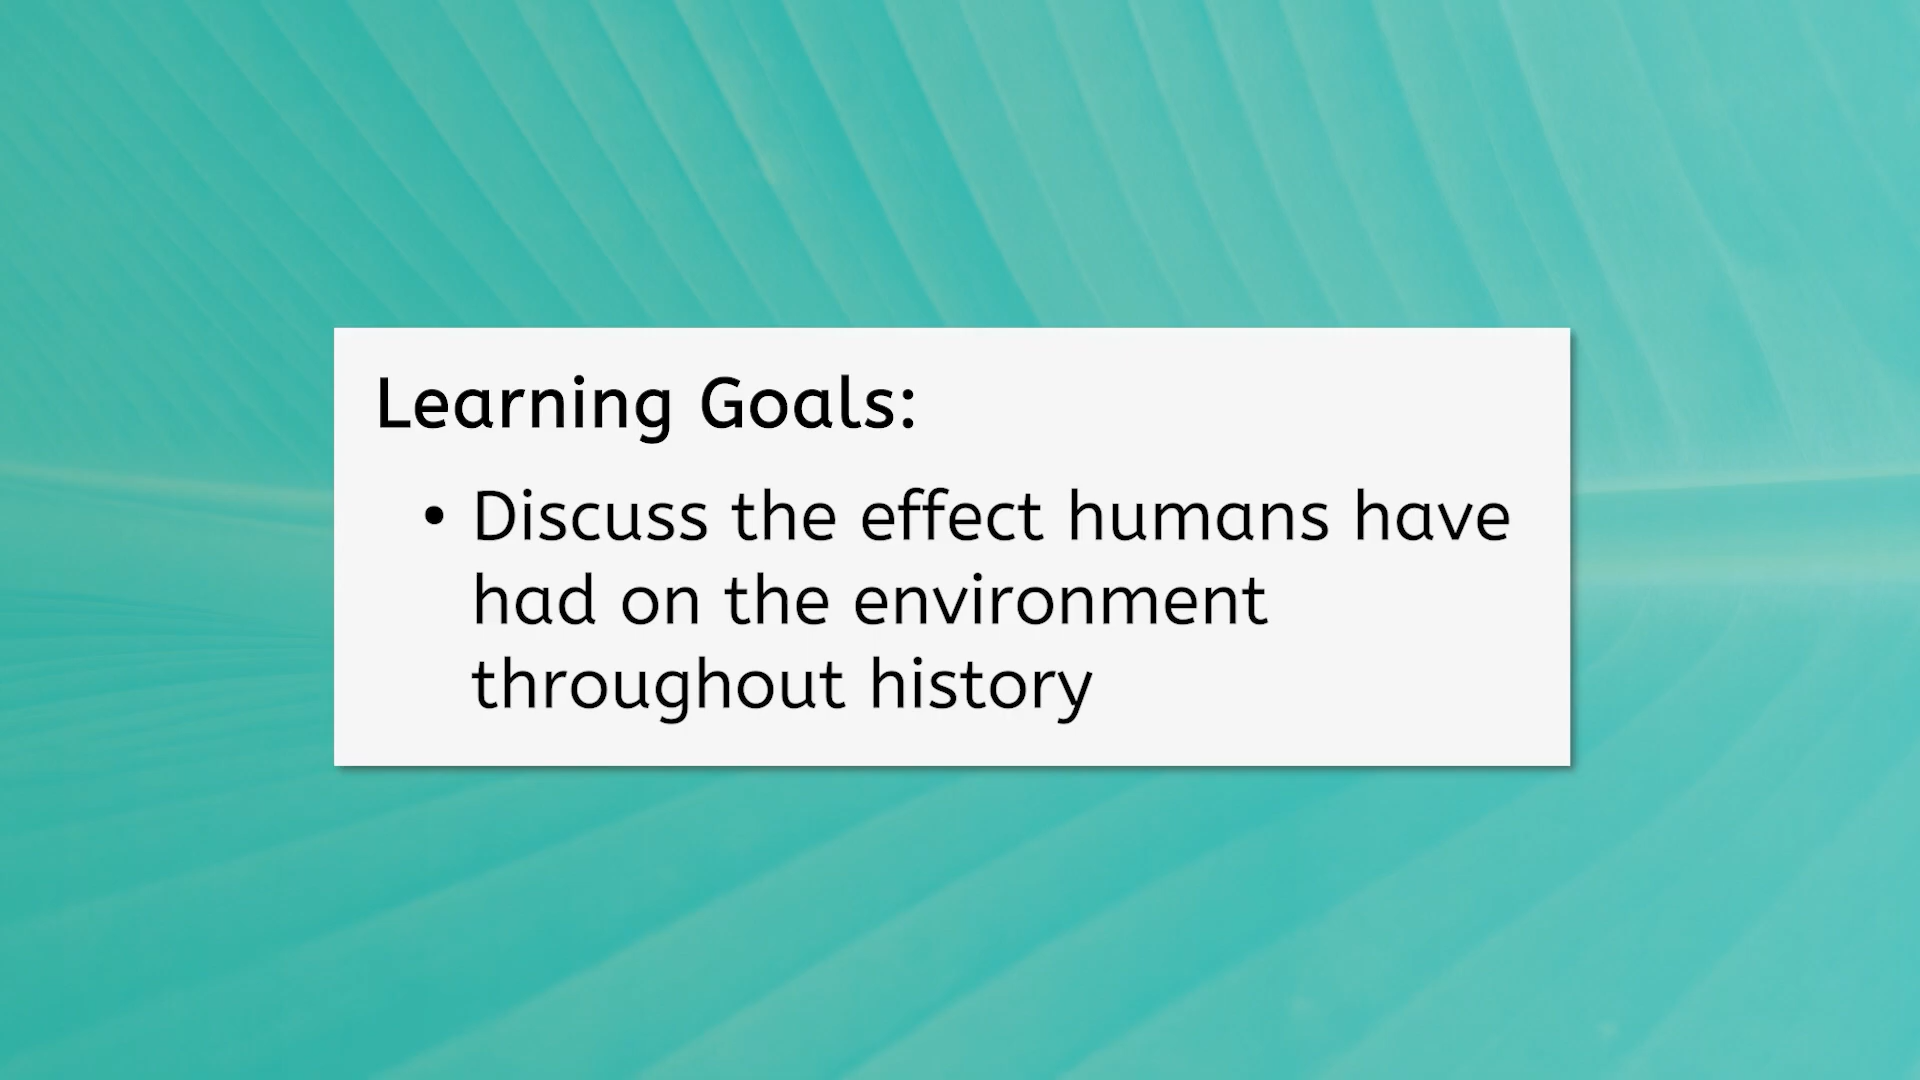 Learning Goals:
• Discuss the effect humans have
had on the environment
throughout history